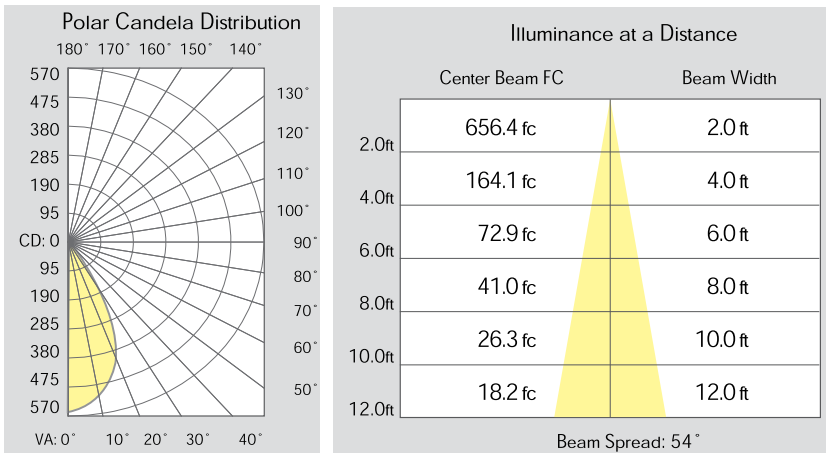 Polar Candela Distribution
180° 170° 160° 150° 140°
570
475
380
285
190
95
CD: 0
95
190
285
380
475
570
130°
120°
110°
100°
90°
80°
70°
60°
50°
VA: 0° 10° 20° 30° 40°
Illuminance at a Distance
Center Beam FC Beam Width
656.4 fc 2.0 ft
2.0ft
164.1 fc 4.0 ft
4.0ft
72.9 fc 6.0 ft
6.0ft
41.0 fc 8.0 ft
8.0ft
26.3 fc 10.0 ft
10.0ft
18.2 fc 12.0 ft
12.0ft
Beam Spread: 54°